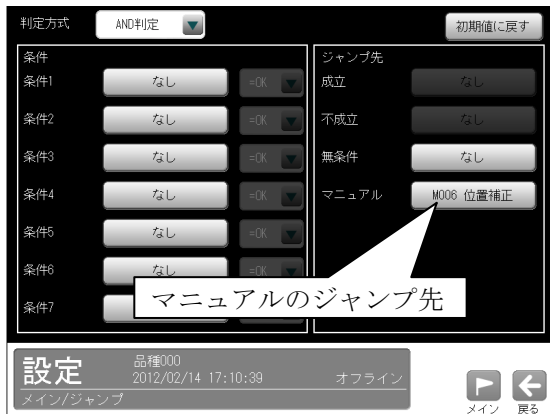 判定方式 AND判定 初期値に戻す
条件
条件1 なし =OK
条件2 なし =OK
条件3 なし =OK
条件4 なし =OK
条件5 なし =OK
条件6 なし =OK
条件7
ジャンプ先
成立 なし
不成立 なし
無条件 なし
マニュアル M006 位置補正
マニュアルのジャンプ先
設定 品種000
2012/02/14 17:10:39 オフライン
メイン/ジャンプ
メイン 戻る